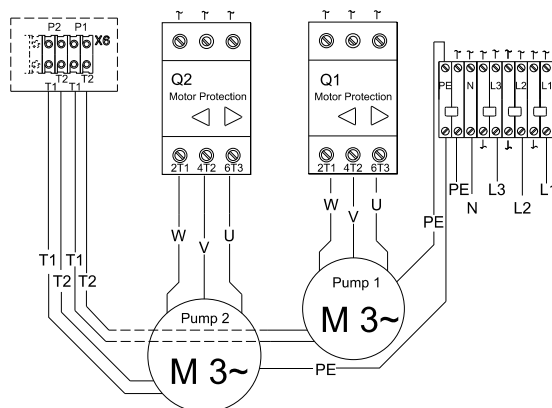 P2 P1
X6
T2 T2
T1 T1
Q2
Motor Protection
2T1 4T2 6T3
Q1
Motor Protection
2T1 4T2 6T3
PE N L3 L2 L1
PE L3 L1
N L2
W V U
W V U
PE
T1 T1
T2 T2
Pump 1
M 3~
Pump 2
M 3~
PE